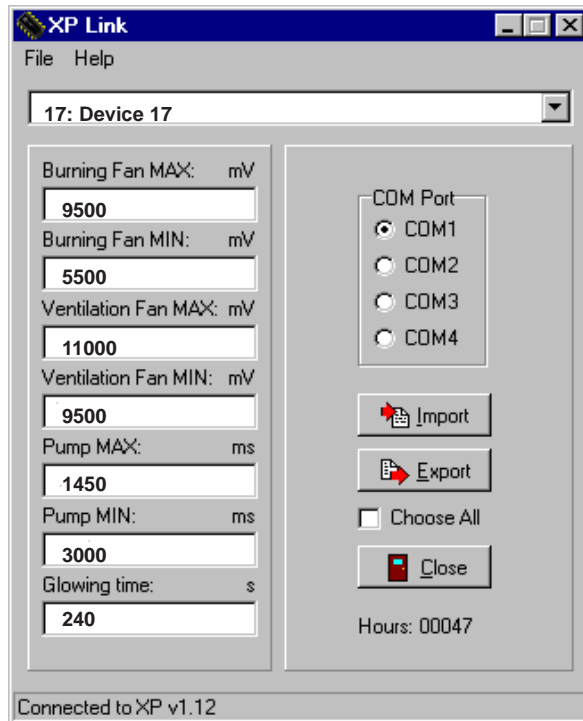 XP Link
File Help
17: Device 17
Burning Fan MAX: mV
9500
Burning Fan MIN: mV
5500
Ventilation Fan MAX: mV
11000
Ventilation Fan MIN: mV
9500
Pump MAX: ms
1450
Pump MIN: ms
3000
Glowing time: s
240
COM Port
COM1
COM2
COM3
COM4
Import
Export
Choose All
Close
Hours: 00047
Connected to XP v1.12